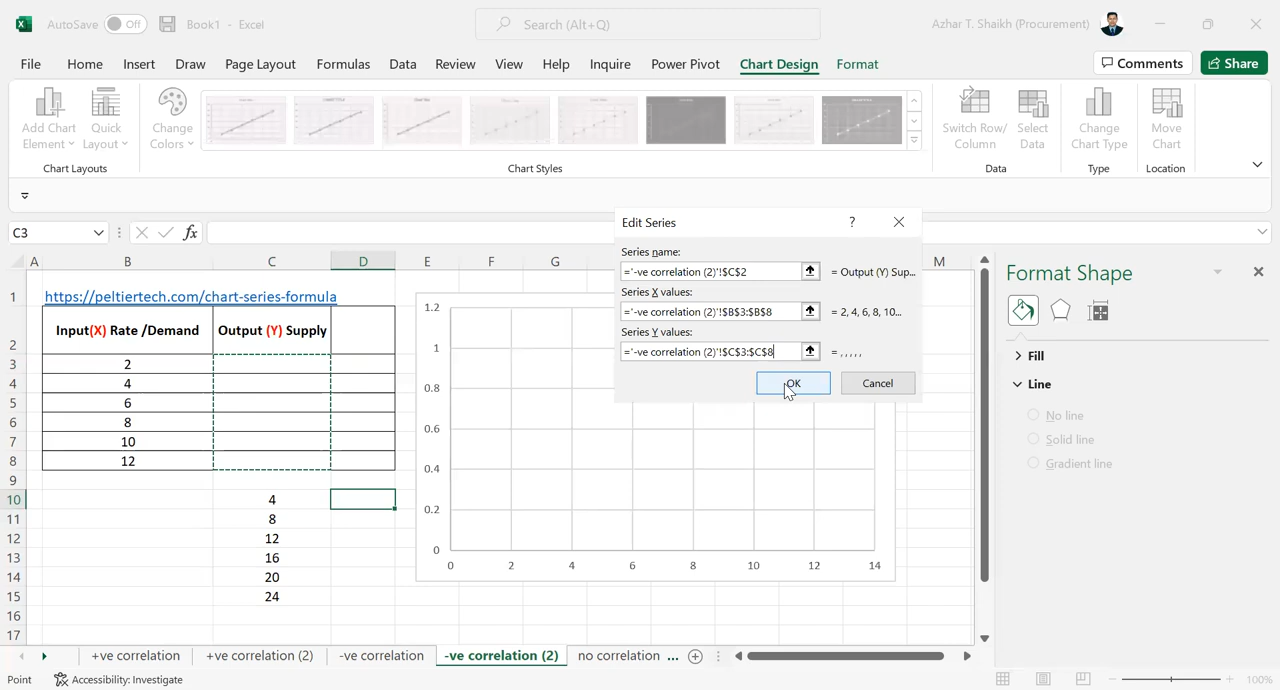 AutoSave Off Book1 - Excel Search (Alt+Q) Azhar T. Shaikh (Procurement)
File Home Insert Draw Page Layout Formulas Data Review View Help Inquire Power Pivot Chart Design Format Comments Share
Add Chart Element
Quick Layout
Change Colors
Switch Row/ Column
Select Data
Change Chart Type
Move Chart
Chart Layouts Chart Styles Data Type Location
C3 fx
A B C D E F G M
1 https://peltiertech.com/chart-series-formula
2 Input(X) Rate /Demand Output (Y) Supply
3 2
4 4
5 6
6 8
7 10
8 12
9
10 4
11 8
12 12
13 16
14 20
15 24
16
17
1.2
1
0.8
0.6
0.4
0.2
0
0 2 4 6 8 10 12 14
Edit Series ?
Series name:
='-ve correlation (2)'!$C$2 = Output (Y) Sup...
Series X values:
='-ve correlation (2)'!$B$3:$B$8 = 2, 4, 6, 8, 10...
Series Y values:
='-ve correlation (2)'!$C$3:$C$8 = , , , , ,
OK Cancel
Format Shape
Fill
Line
No line
Solid line
Gradient line
+ve correlation +ve correlation (2) -ve correlation -ve correlation (2) no correlation ...
Point Accessibility: Investigate 100%